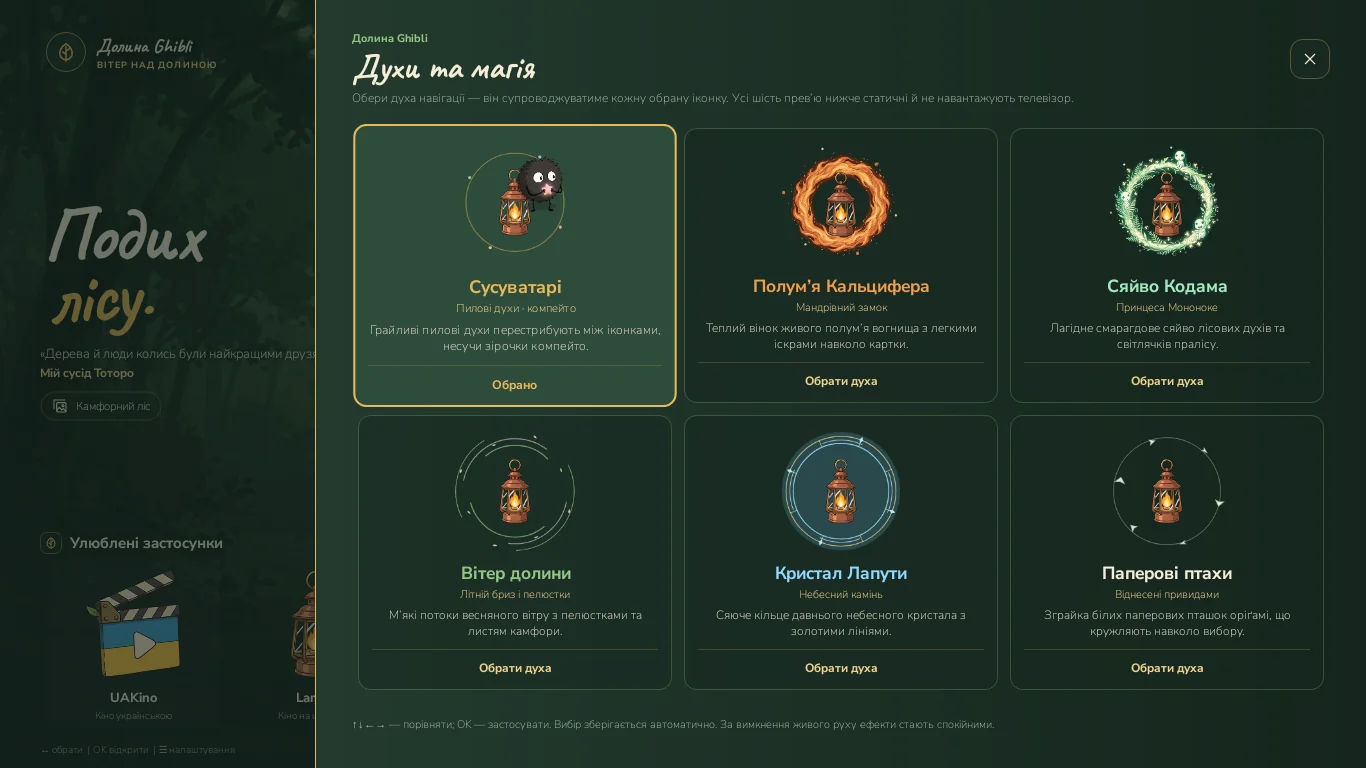 Долина Ghibli
ВІТЕР НАД ДОЛИНОЮ
Подих
лісу.
«Дерева й люди колись були найкращими друз
Мій сусід Тоторо
Камфорний ліс
Улюблені застосунки
UAKino
Кіно українською
Lar
Кіно на
↔ обрати | OK відкрити | ☰ налаштування
Долина Ghibli
Духи та магія
Обери духа навігації — він супроводжуватиме кожну обрану іконку. Усі шість прев’ю нижче статичні й не навантажують телевізор.
×
Сусуватарі
Пилові духи · компейто
Грайливі пилові духи перестрибують між іконками,
несучи зірочки компейто.
Обрано
Полум’я Кальцифера
Мандрівний замок
Теплий вінок живого полум’я вогнища з легкими
іскрами навколо картки.
Обрати духа
Сяйво Кодама
Принцеса Мононоке
Лагідне смарагдове сяйво лісових духів та
світлячків пралісу.
Обрати духа
Вітер долини
Літній бриз і пелюстки
М’які потоки весняного вітру з пелюстками та
листям камфори.
Обрати духа
Кристал Лапути
Небесний камінь
Сяюче кільце давнього небесного кристала з
золотими лініями.
Обрати духа
Паперові птахи
Віднесені привидами
Зграйка білих паперових пташок оріґамі, що
кружляють навколо вибору.
Обрати духа
↑↓←→ — порівняти; OK — застосувати. Вибір зберігається автоматично. За вимкнення живого руху ефекти стають спокійними.